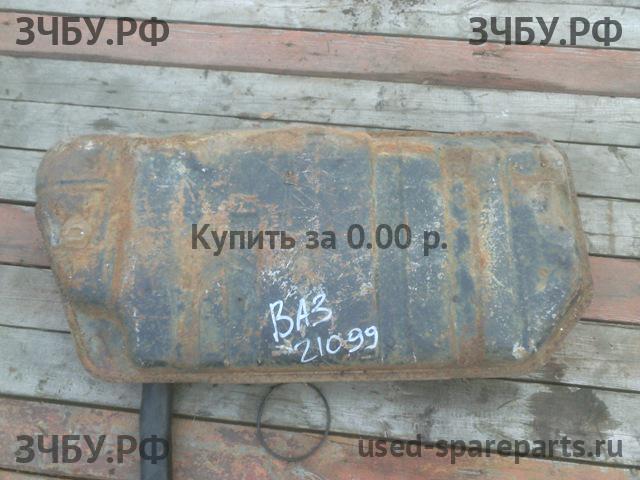 ЗЧБУ.РФ ЗЧБУ.РФ
Купить за 0.00 р.
ВАЗ
21099
ЗЧБУ.РФ used-spareparts.ru